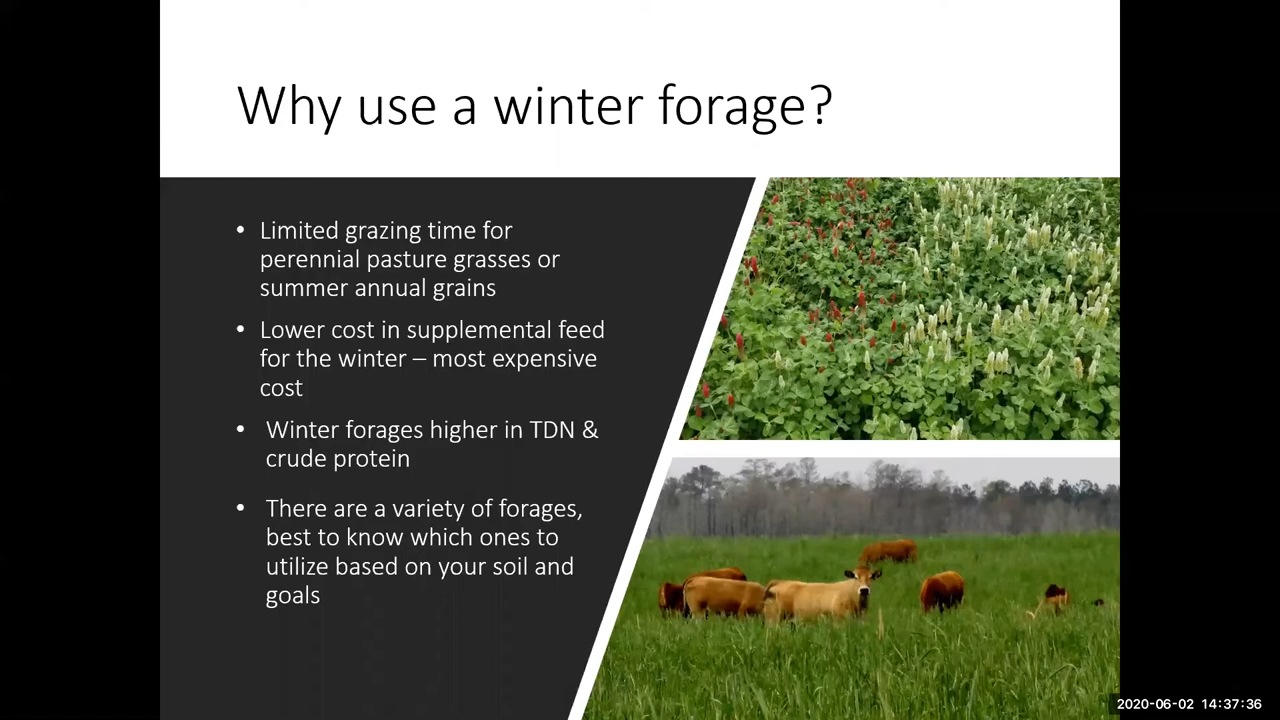 Why use a winter forage?
• Limited grazing time for
perennial pasture grasses or
summer annual grains
• Lower cost in supplemental feed
for the winter – most expensive
cost
• Winter forages higher in TDN &
crude protein
• There are a variety of forages,
best to know which ones to
utilize based on your soil and
goals
2020-06-02 14:37:36